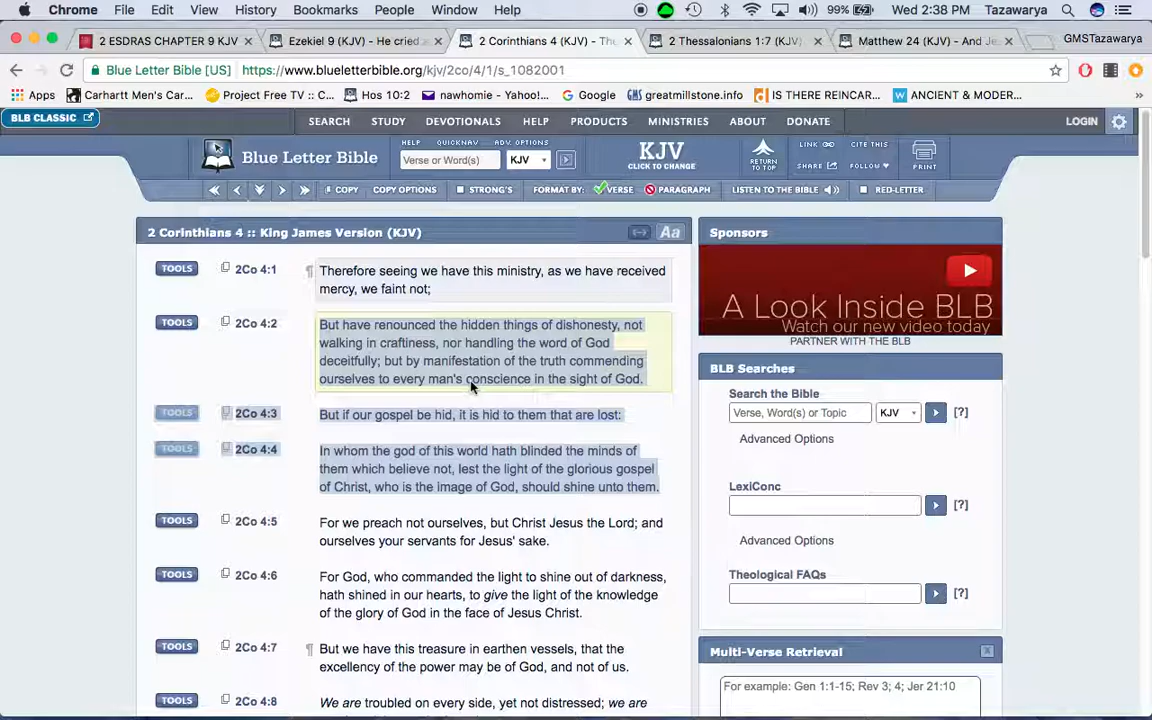 Chrome File Edit View History Bookmarks People Window Help 99% Wed 2:38 PM Tazawarya
2 ESDRAS CHAPTER 9 KJV × Ezekiel 9 (KJV) - He cried × 2 Corinthians 4 (KJV) - The × 2 Thessalonians 1:7 (KJV) × Matthew 24 (KJV) - And Je × GMSTazawarya
Blue Letter Bible [US] https://www.blueletterbible.org/kjv/2co/4/1/s_1082001
Apps Carhartt Men's Car... Project Free TV :: C... Hos 10:2 nawhomie - Yahoo!... Google greatmillstone.info IS THERE REINCAR... ANCIENT & MODER... »
BLB CLASSIC SEARCH STUDY DEVOTIONALS HELP PRODUCTS MINISTRIES ABOUT DONATE LOGIN
HELP QUICKNAV ADV. OPTIONS
Blue Letter Bible Verse or Word(s) KJV KJV CLICK TO CHANGE RETURN TO TOP LINK CITE THIS SHARE FOLLOW PRINT
COPY COPY OPTIONS STRONG'S FORMAT BY: VERSE PARAGRAPH LISTEN TO THE BIBLE RED-LETTER
2 Corinthians 4 :: King James Version (KJV) Aa
TOOLS 2Co 4:1 ¶ Therefore seeing we have this ministry, as we have received
mercy, we faint not;
TOOLS 2Co 4:2 But have renounced the hidden things of dishonesty, not
walking in craftiness, nor handling the word of God
deceitfully; but by manifestation of the truth commending
ourselves to every man's conscience in the sight of God.
TOOLS 2Co 4:3 But if our gospel be hid, it is hid to them that are lost:
TOOLS 2Co 4:4 In whom the god of this world hath blinded the minds of
them which believe not, lest the light of the glorious gospel
of Christ, who is the image of God, should shine unto them.
TOOLS 2Co 4:5 For we preach not ourselves, but Christ Jesus the Lord; and
ourselves your servants for Jesus' sake.
TOOLS 2Co 4:6 For God, who commanded the light to shine out of darkness,
hath shined in our hearts, to give the light of the knowledge
of the glory of God in the face of Jesus Christ.
TOOLS 2Co 4:7 ¶ But we have this treasure in earthen vessels, that the
excellency of the power may be of God, and not of us.
TOOLS 2Co 4:8 We are troubled on every side, yet not distressed; we are
Sponsors
A Look Inside BLB
Watch our new video today
PARTNER WITH THE BLB
BLB Searches
Search the Bible
Verse, Word(s) or Topic KJV [?]
Advanced Options
LexiConc
[?]
Advanced Options
Theological FAQs
[?]
Multi-Verse Retrieval x
For example: Gen 1:1-15; Rev 3; 4; Jer 21:10